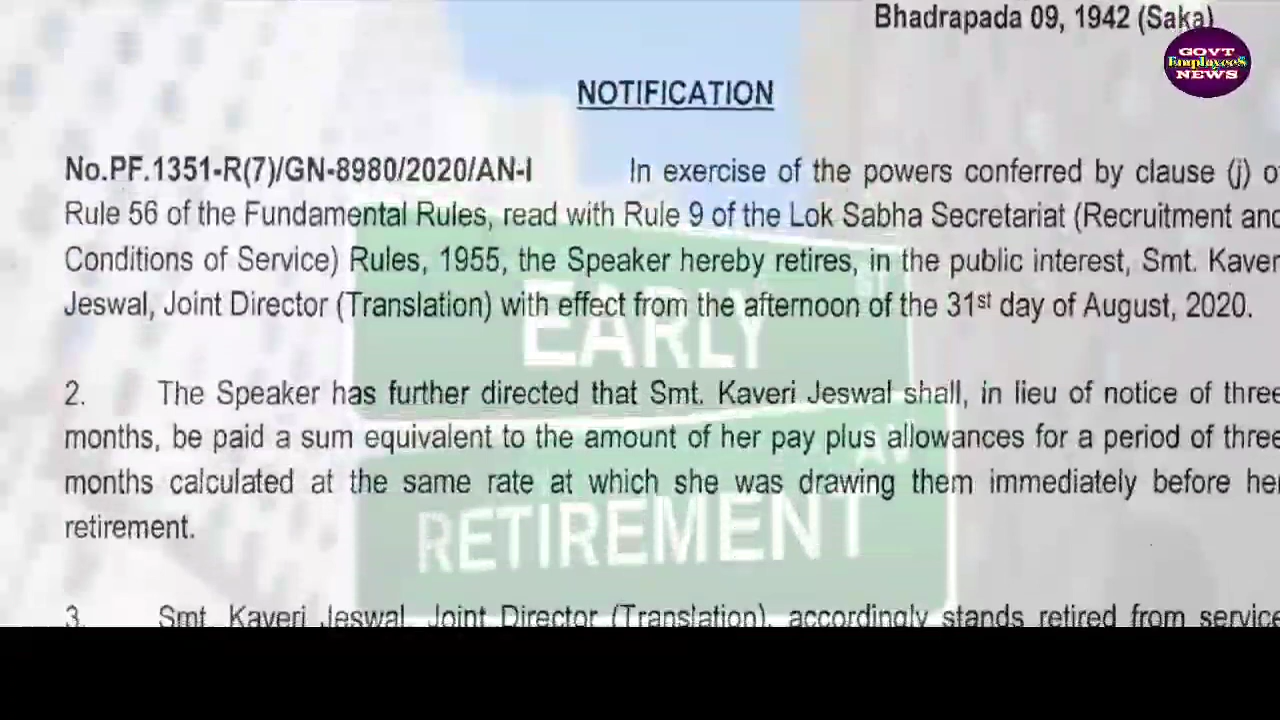 Bhadrapada 09, 1942 (Saka)
GOVT
EmployeeS
NEWS
NOTIFICATION
No.PF.1351-R(7)/GN-8980/2020/AN-I In exercise of the powers conferred by clause (j) o
Rule 56 of the Fundamental Rules, read with Rule 9 of the Lok Sabha Secretariat (Recruitment and
Conditions of Service) Rules, 1955, the Speaker hereby retires, in the public interest, Smt. Kaver
Jeswal, Joint Director (Translation) with effect from the afternoon of the 31st day of August, 2020.
2. The Speaker has further directed that Smt. Kaveri Jeswal shall, in lieu of notice of three
months, be paid a sum equivalent to the amount of her pay plus allowances for a period of three
months calculated at the same rate at which she was drawing them immediately before her
retirement.
3. Smt. Kaveri Jeswal, Joint Director (Translation), accordingly stands retired from service
EARLY ST
RETIREMENT AV